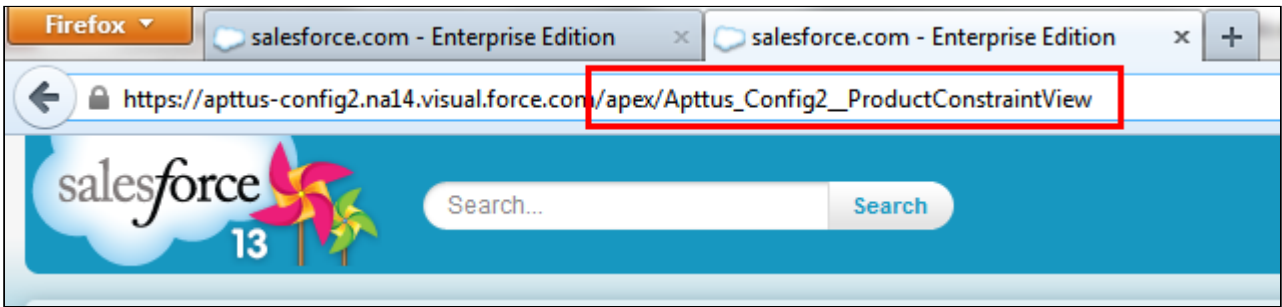 Firefox
salesforce.com - Enterprise Edition
salesforce.com - Enterprise Edition
https://apttus-config2.na14.visual.force.com/apex/Apttus_Config2__ProductConstraintView
salesforce
13
Search...
Search